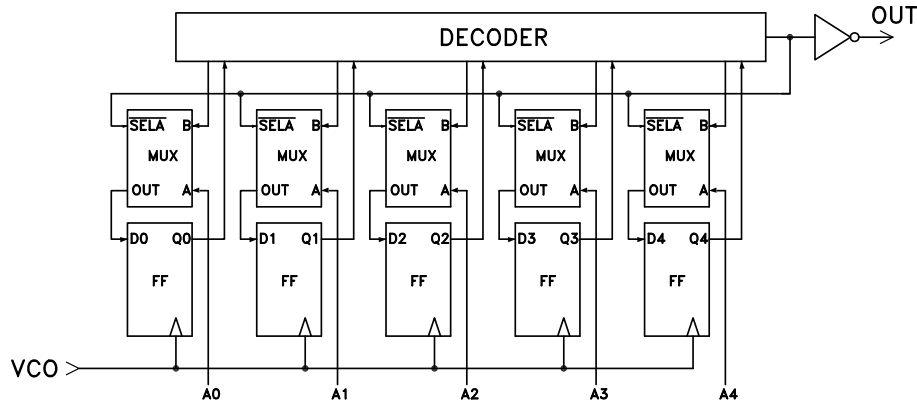 OUT
DECODER
SELA B SELA B SELA B SELA B SELA B
MUX MUX MUX MUX MUX
OUT A OUT A OUT A OUT A OUT A
D0 Q0 D1 Q1 D2 Q2 D3 Q3 D4 Q4
FF FF FF FF FF
VCO
A0 A1 A2 A3 A4